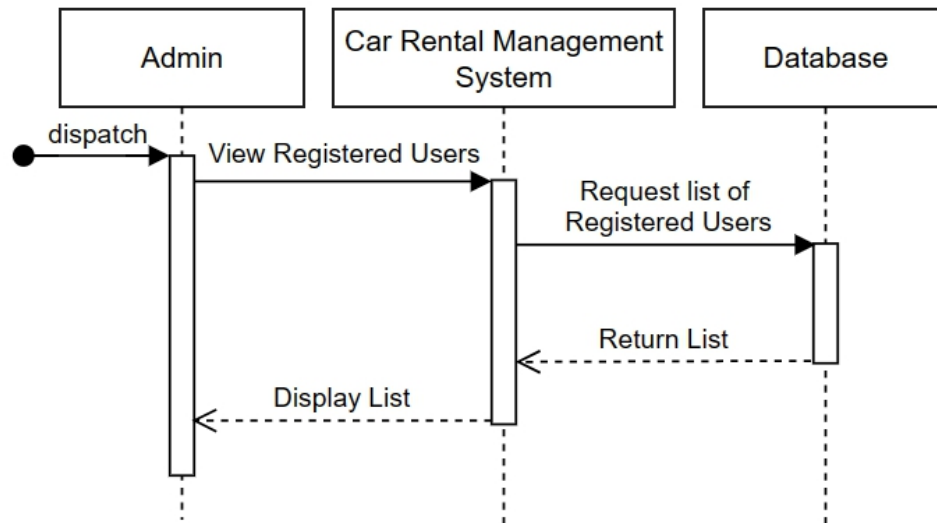 Admin
Car Rental Management
System
Database
dispatch
View Registered Users
Request list of
Registered Users
Return List
Display List